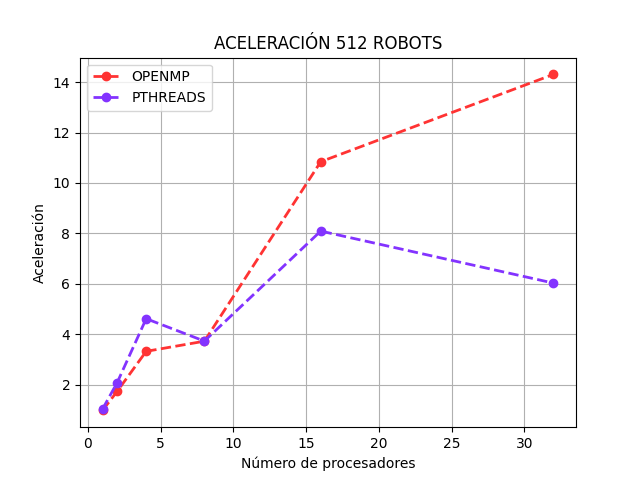 ACELERACIÓN 512 ROBOTS
OPENMP
PTHREADS
14
12
10
8
6
4
2
Aceleración
0 5 10 15 20 25 30
Número de procesadores